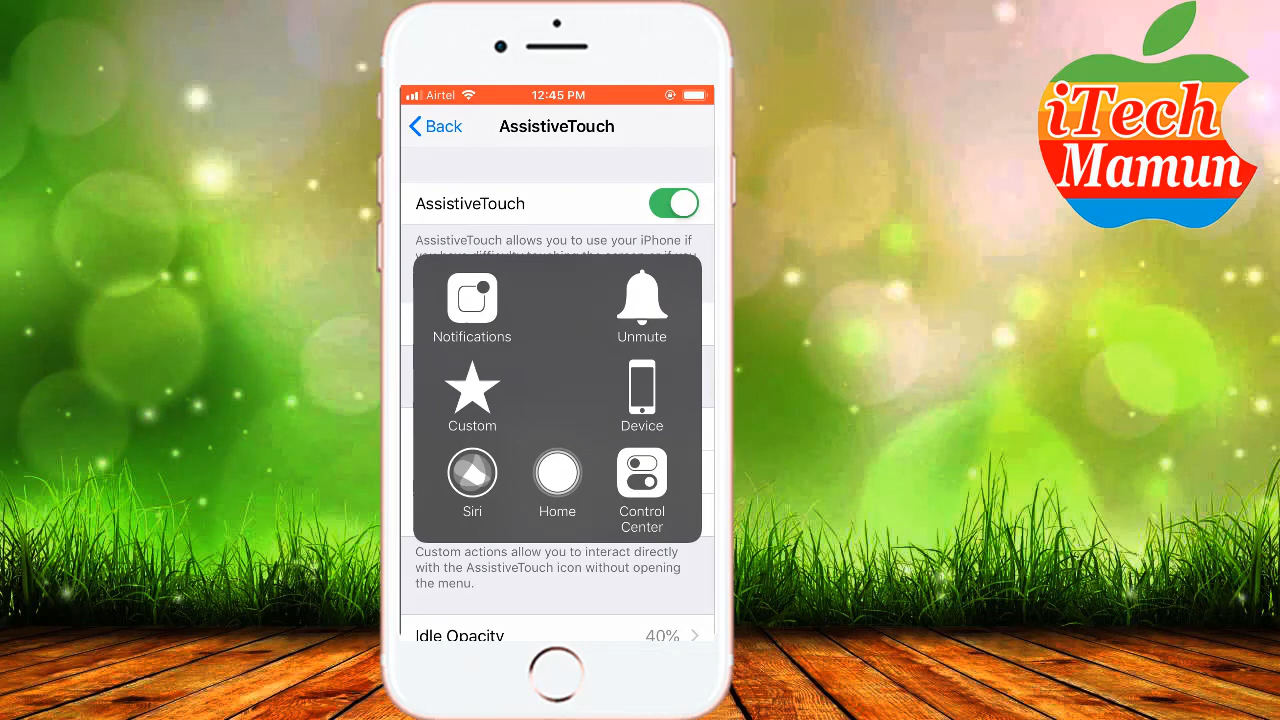 Airtel 12:45 PM
Back AssistiveTouch
AssistiveTouch
AssistiveTouch allows you to use your iPhone if
Notifications Unmute
Custom Device
Siri Home Control
Center
Custom actions allow you to interact directly
with the AssistiveTouch icon without opening
the menu.
Idle Opacity 40%
iTech
Mamun